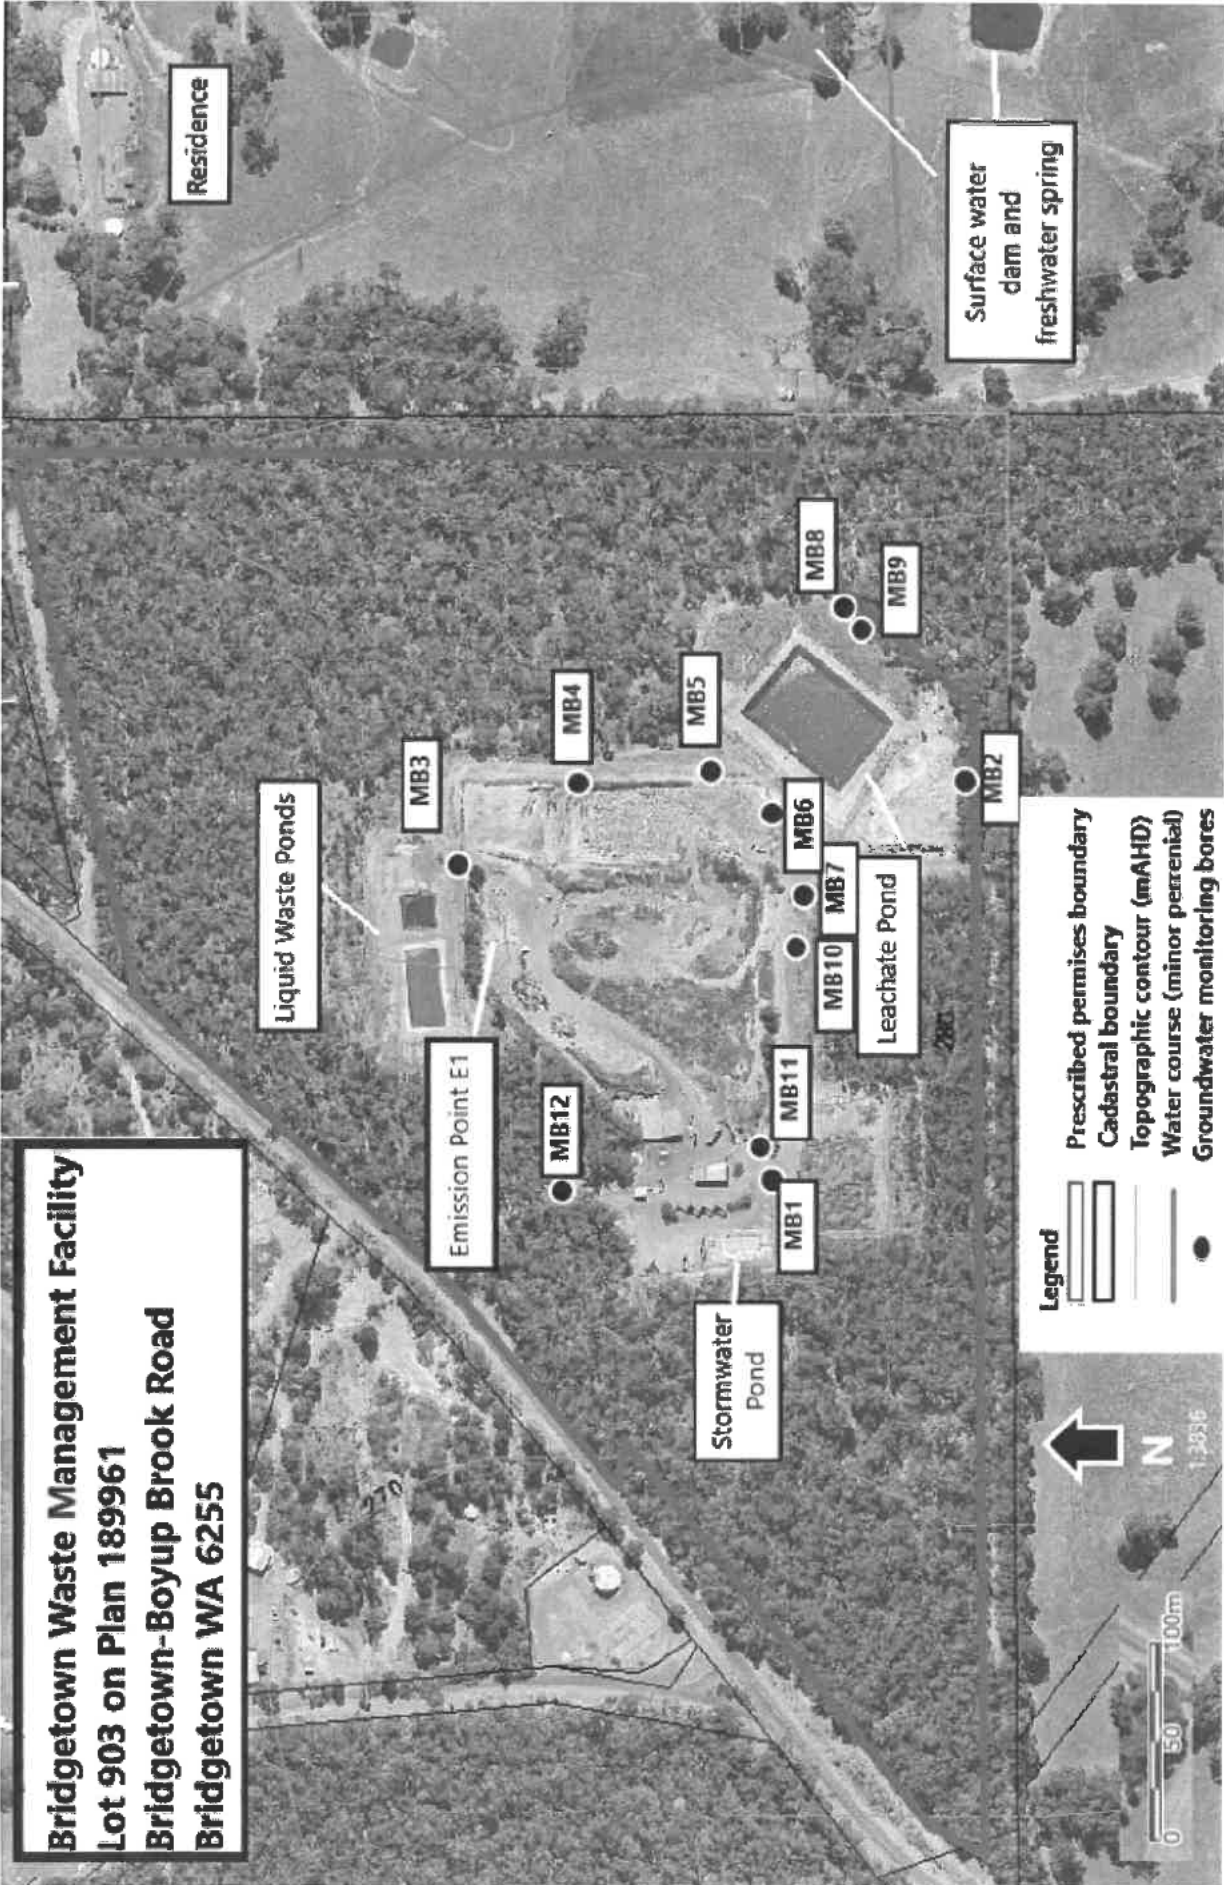 Bridgetown Waste Management Facility
Lot 903 on Plan 189961
Bridgetown-Boyup Brook Road
Bridgetown WA 6255
Residence
Liquid Waste Ponds
MB3
MB4
MB5
Emission Point E1
MB12
MB8
MB9
MB6
MB7
MB10
MB11
MB1
MB2
Stormwater
Pond
Leachate Pond
Surface water
dam and
freshwater spring
270
Legend
Prescribed permises boundary
Cadastral boundary
Topographic contour (mAHD)
Water course (minor perrenial)
Groundwater monitoring bores
N
0
50
100m